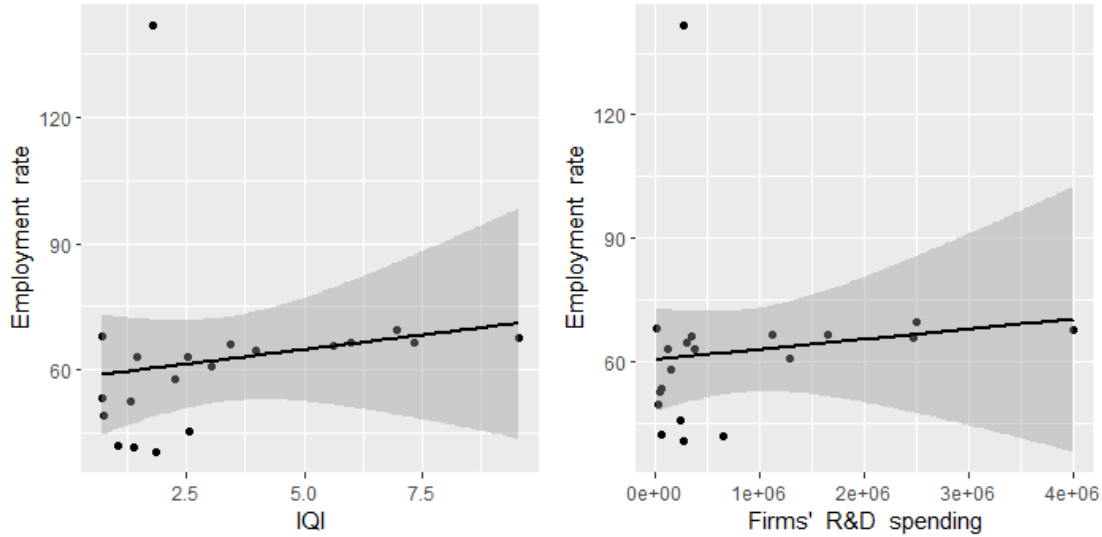 120
90
60
Employment rate
2.5 5.0 7.5
IQI
120
90
60
Employment rate
0e+00 1e+06 2e+06 3e+06 4e+06
Firms' R&D spending